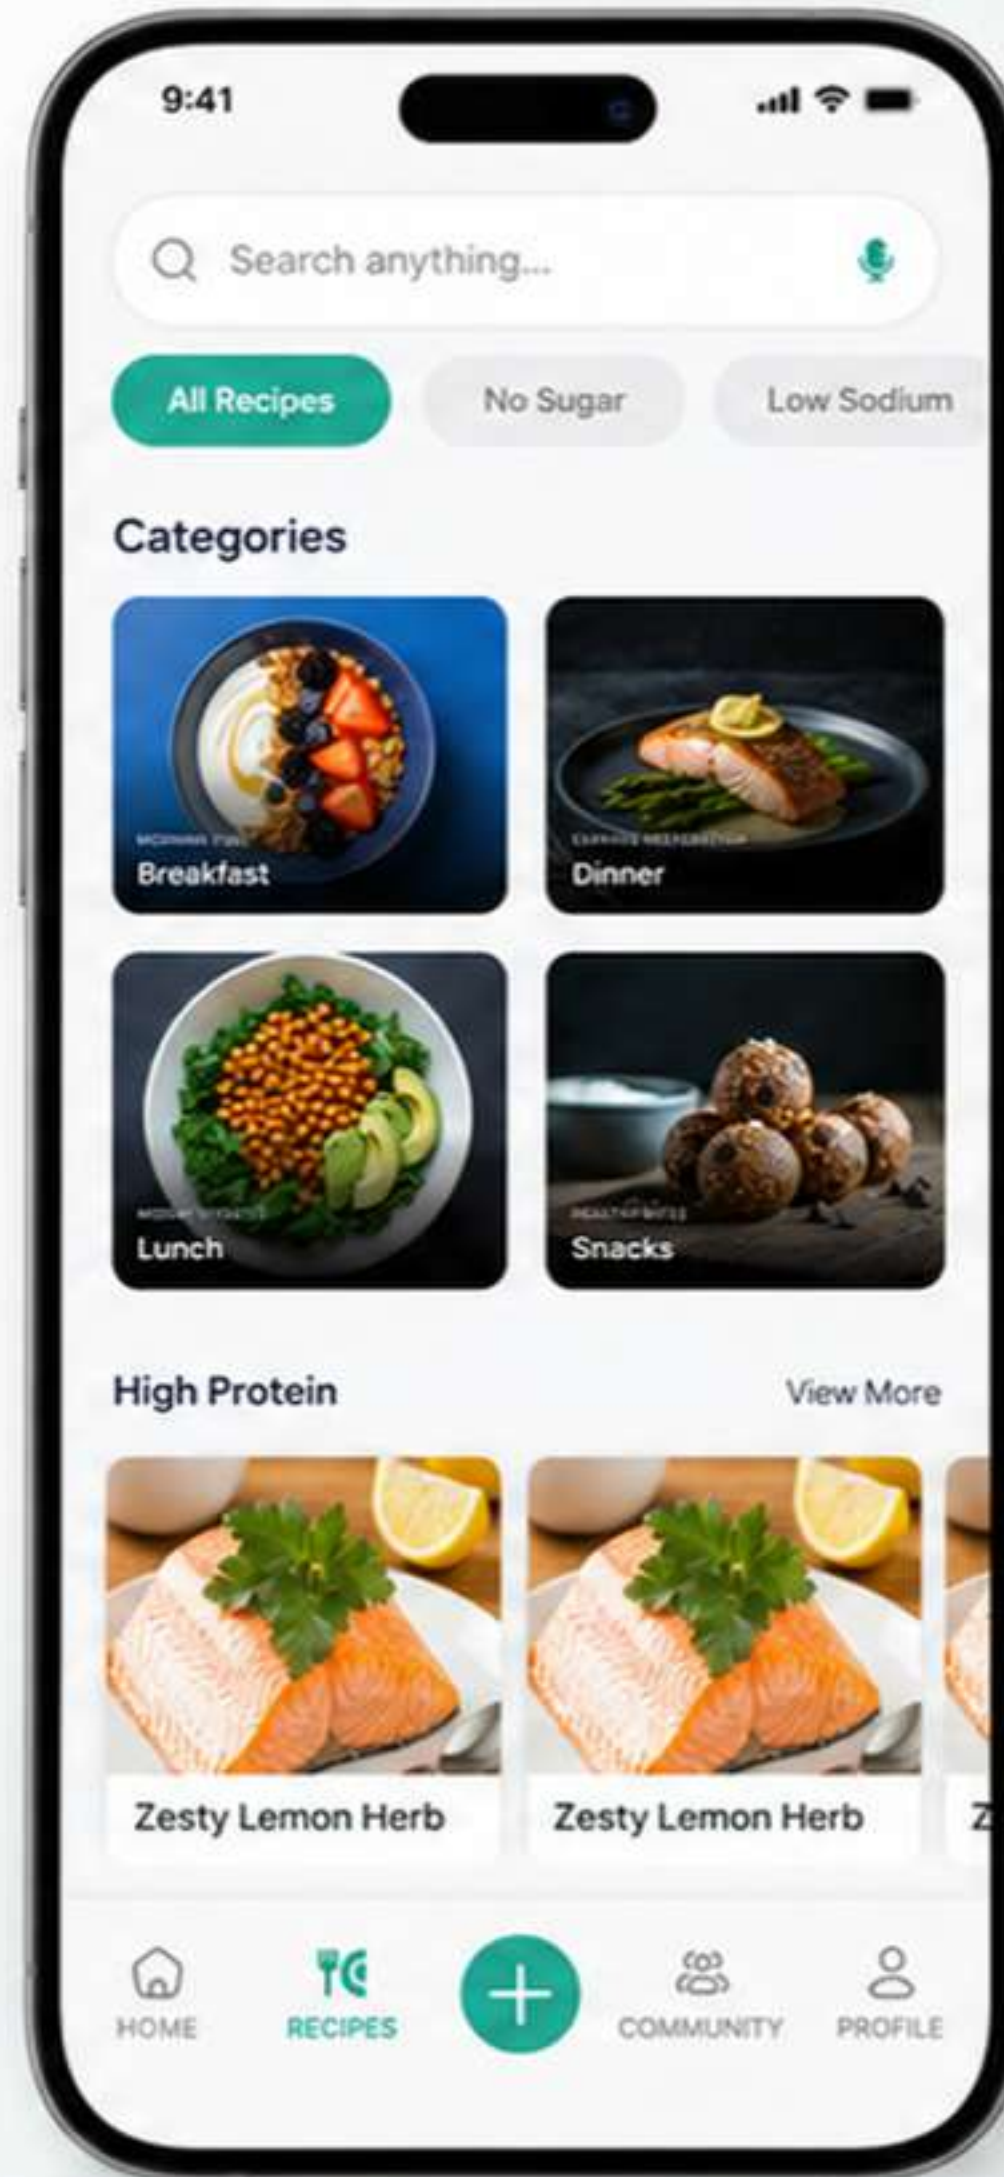 9:41
Search anything...
All Recipes
No Sugar
Low Sodium
Categories
Breakfast
Dinner
Lunch
Snacks
High Protein
View More
Zesty Lemon Herb
Zesty Lemon Herb
Z
HOME
RECIPES
COMMUNITY
PROFILE